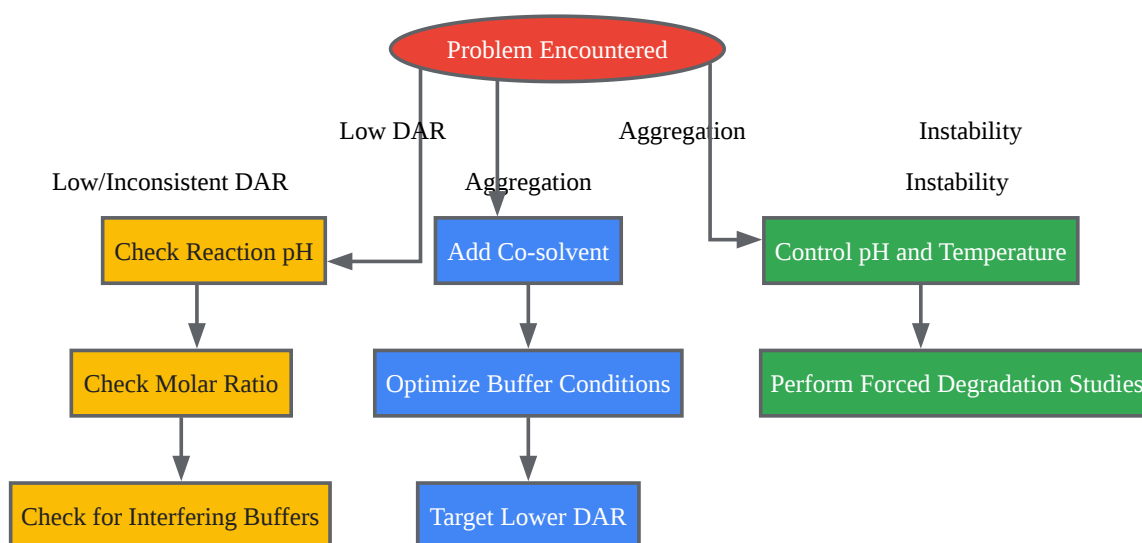 Problem Encountered
Low DAR
Aggregation
Instability
Low/Inconsistent DAR
Aggregation
Instability
Check Reaction pH
Add Co-solvent
Control pH and Temperature
Check Molar Ratio
Optimize Buffer Conditions
Perform Forced Degradation Studies
Check for Interfering Buffers
Target Lower DAR